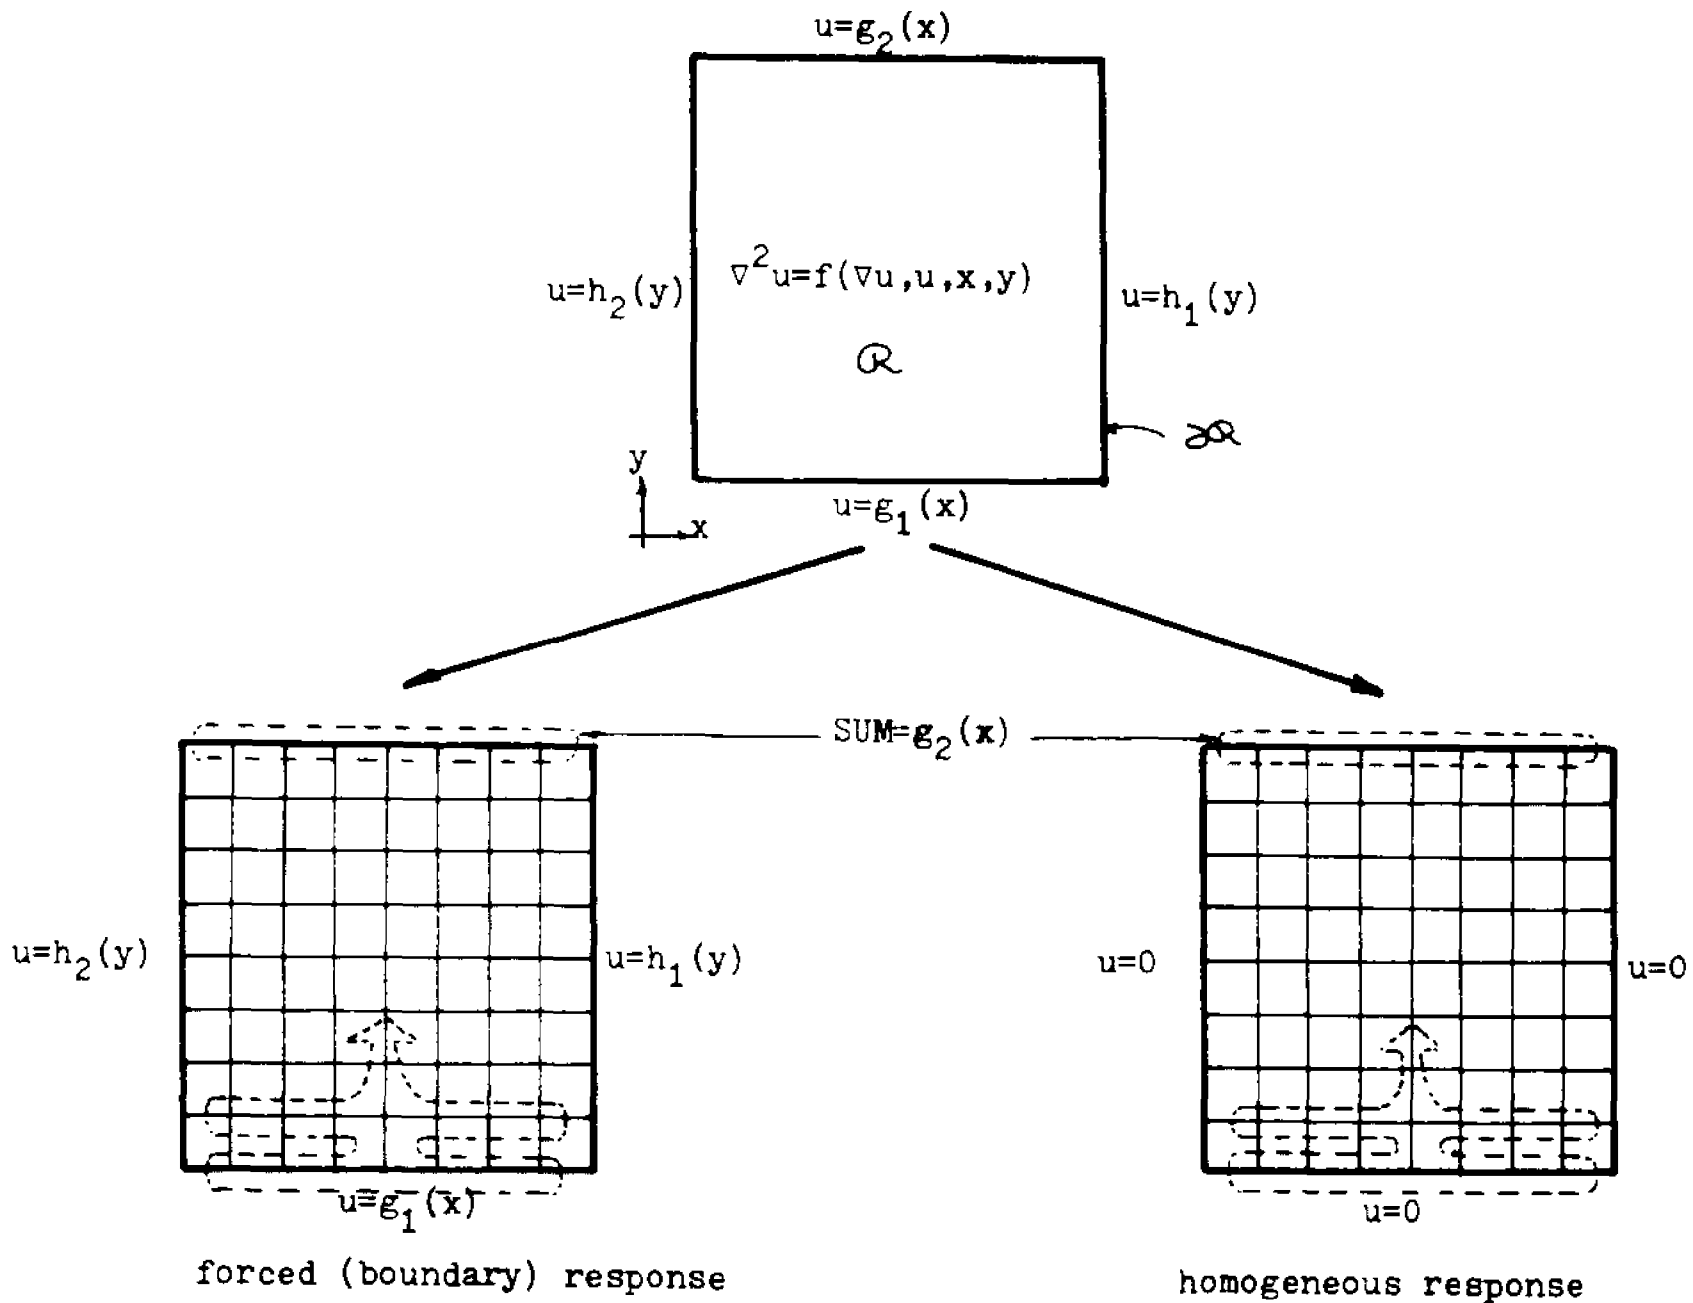 u=g₂(x)
∇²u=f(∇u,u,x,y)
u=h₂(y)
u=h₁(y)
R
∂R
y
x
u=g₁(x)
SUM=g₂(x)
u=h₂(y)
u=h₁(y)
u=0
u=0
u=g₁(x)
u=0
forced (boundary) response
homogeneous response